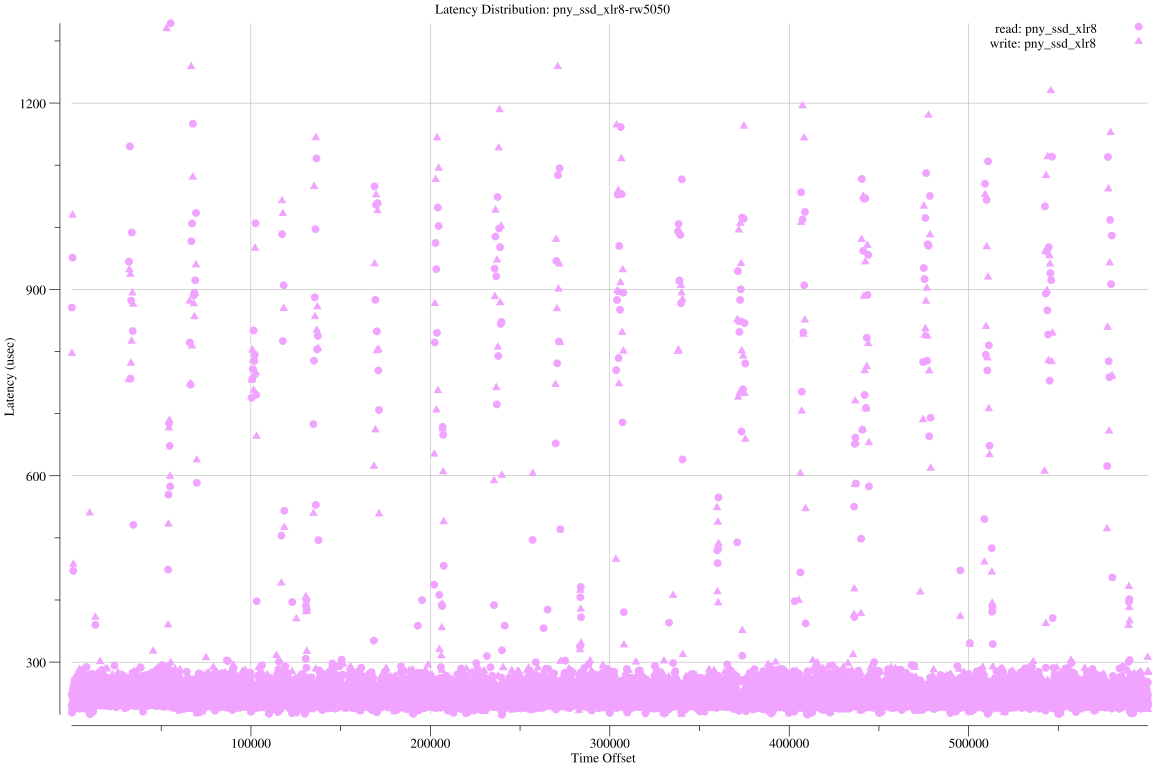 Latency Distribution: pny_ssd_xlr8-rw5050
read: pny_ssd_xlr8
write: pny_ssd_xlr8
1200
900
600
300
Latency (usec)
100000 200000 300000 400000 500000
Time Offset